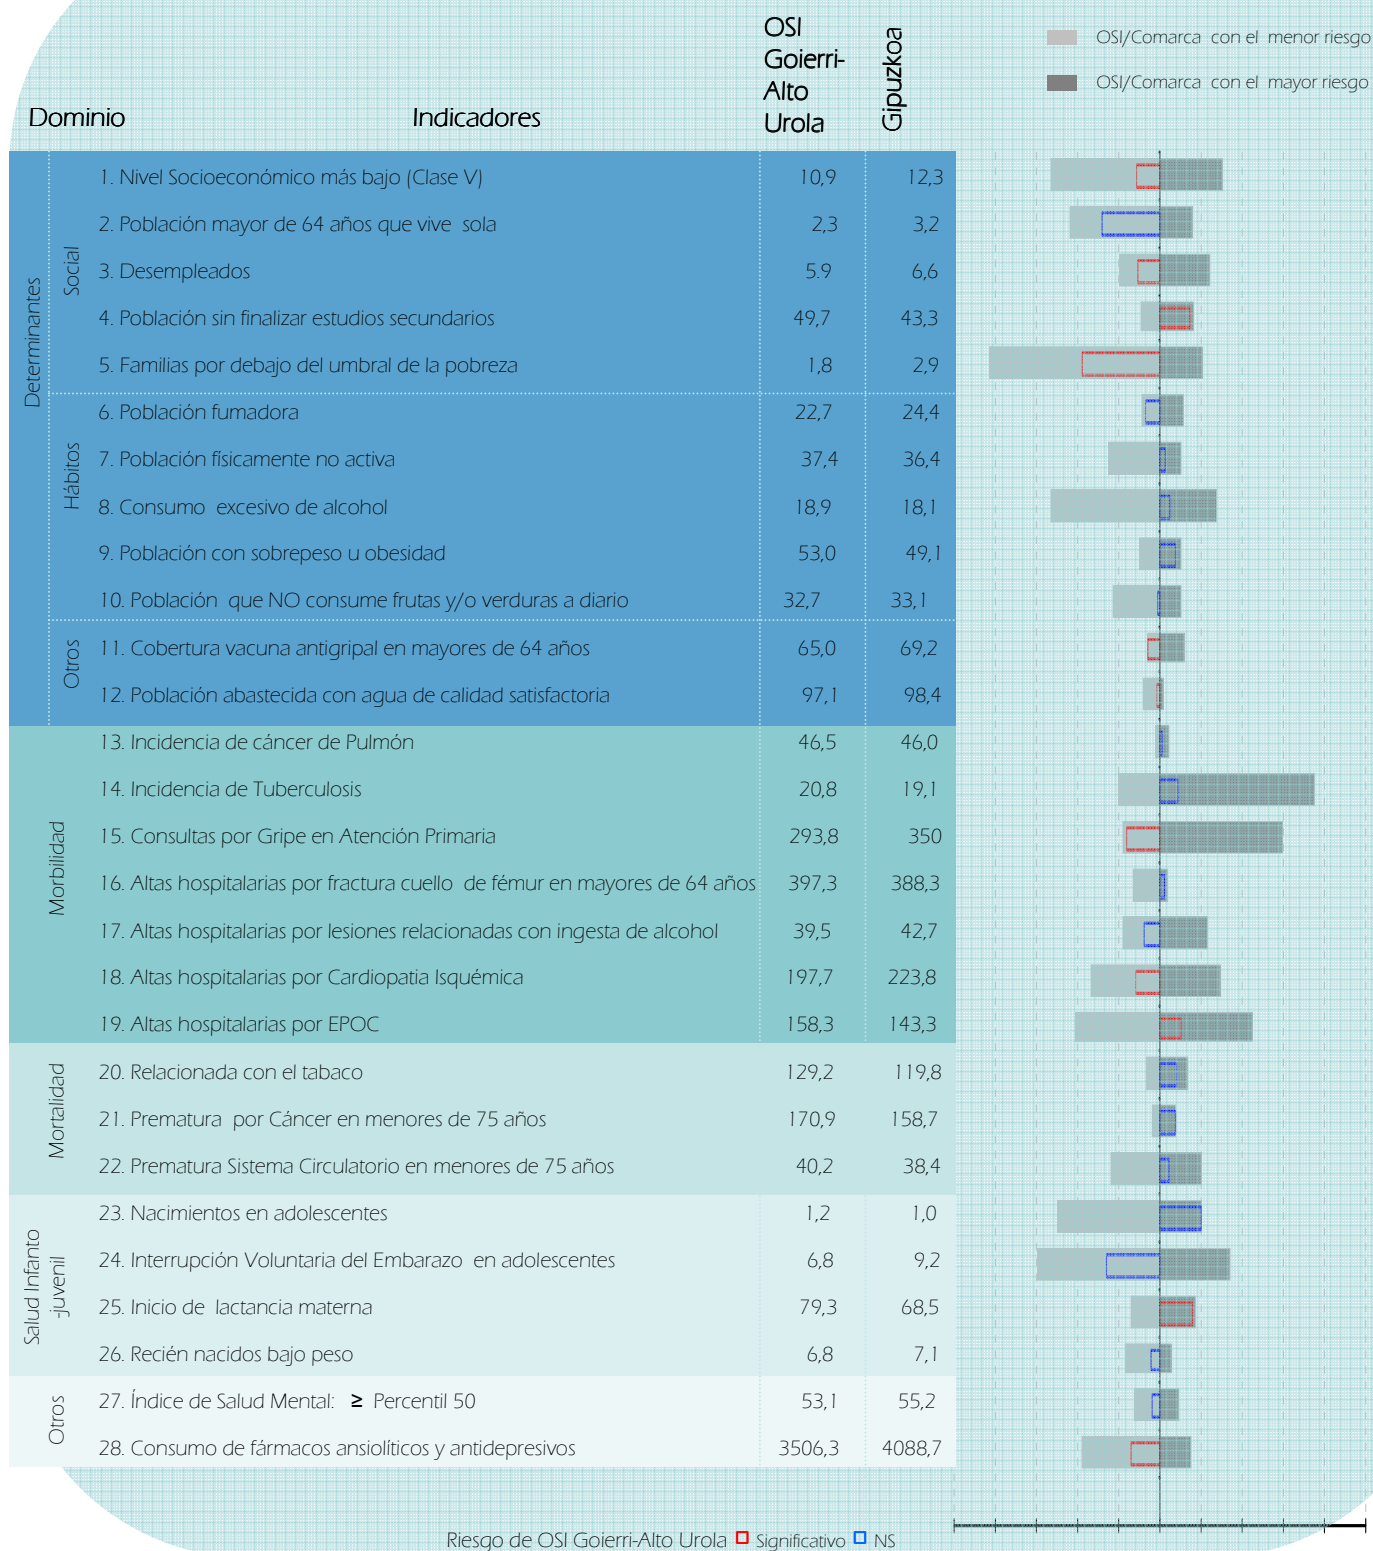 OSI
Goierri-
Alto
Urola
Gipuzkoa
OSI/Comarca con el menor riesgo
OSI/Comarca con el mayor riesgo
Dominio Indicadores
Determinantes
Social
1. Nivel Socioeconómico más bajo (Clase V) 10,9 12,3
2. Población mayor de 64 años que vive sola 2,3 3,2
3. Desempleados 5.9 6,6
4. Población sin finalizar estudios secundarios 49,7 43,3
5. Familias por debajo del umbral de la pobreza 1,8 2,9
Hábitos
6. Población fumadora 22,7 24,4
7. Población físicamente no activa 37,4 36,4
8. Consumo excesivo de alcohol 18,9 18,1
9. Población con sobrepeso u obesidad 53,0 49,1
10. Población que NO consume frutas y/o verduras a diario 32,7 33,1
Otros
11. Cobertura vacuna antigripal en mayores de 64 años 65,0 69,2
12. Población abastecida con agua de calidad satisfactoria 97,1 98,4
Morbilidad
13. Incidencia de cáncer de Pulmón 46,5 46,0
14. Incidencia de Tuberculosis 20,8 19,1
15. Consultas por Gripe en Atención Primaria 293,8 350
16. Altas hospitalarias por fractura cuello de fémur en mayores de 64 años 397,3 388,3
17. Altas hospitalarias por lesiones relacionadas con ingesta de alcohol 39,5 42,7
18. Altas hospitalarias por Cardiopatia Isquémica 197,7 223,8
19. Altas hospitalarias por EPOC 158,3 143,3
Mortalidad
20. Relacionada con el tabaco 129,2 119,8
21. Prematura por Cáncer en menores de 75 años 170,9 158,7
22. Prematura Sistema Circulatorio en menores de 75 años 40,2 38,4
Salud Infanto
-juvenil
23. Nacimientos en adolescentes 1,2 1,0
24. Interrupción Voluntaria del Embarazo en adolescentes 6,8 9,2
25. Inicio de lactancia materna 79,3 68,5
26. Recién nacidos bajo peso 6,8 7,1
Otros
27. Índice de Salud Mental: ≥ Percentil 50 53,1 55,2
28. Consumo de fármacos ansiolíticos y antidepresivos 3506,3 4088,7
Riesgo de OSI Goierri-Alto Urola Significativo NS